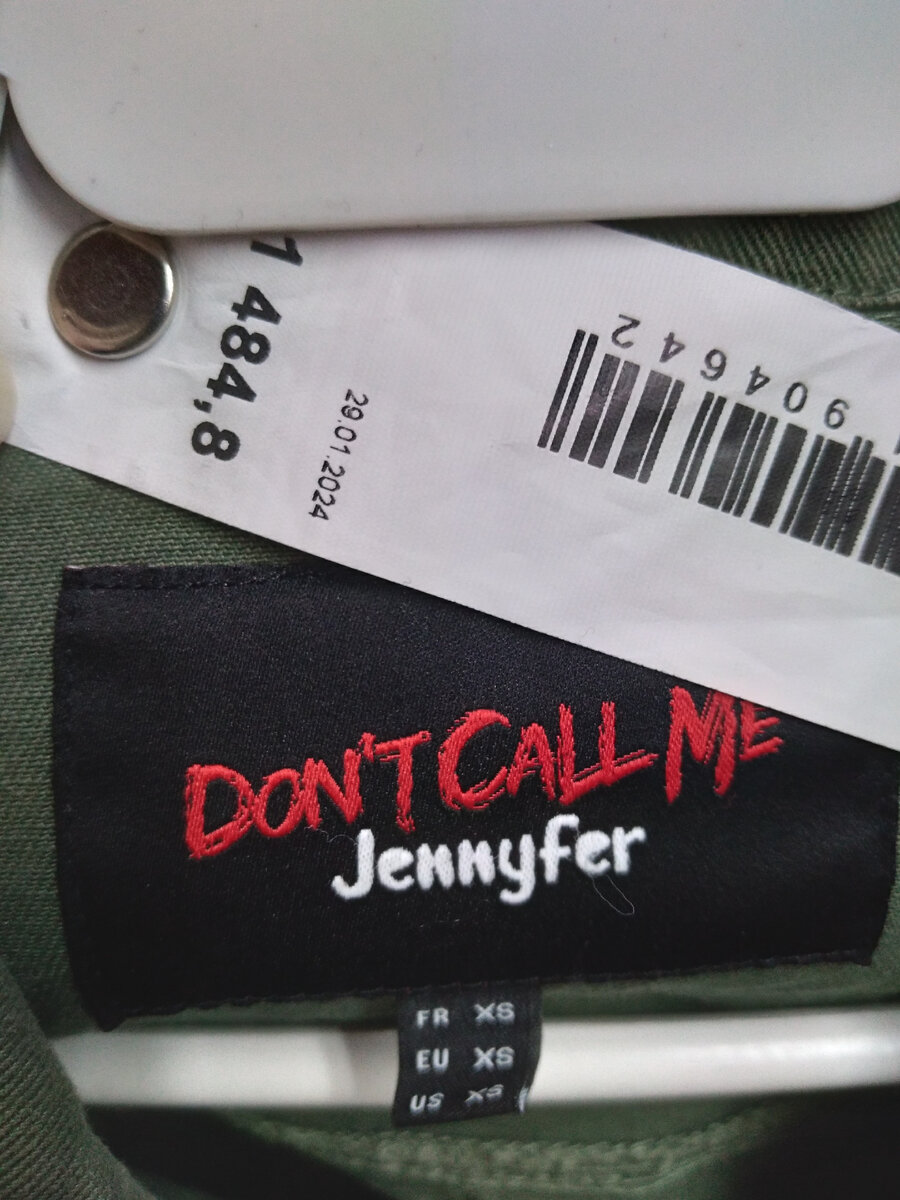 1 484,8
29.01.2024
904642
DON'T CALL ME
Jennyfer
FR XS
EU XS
US XS